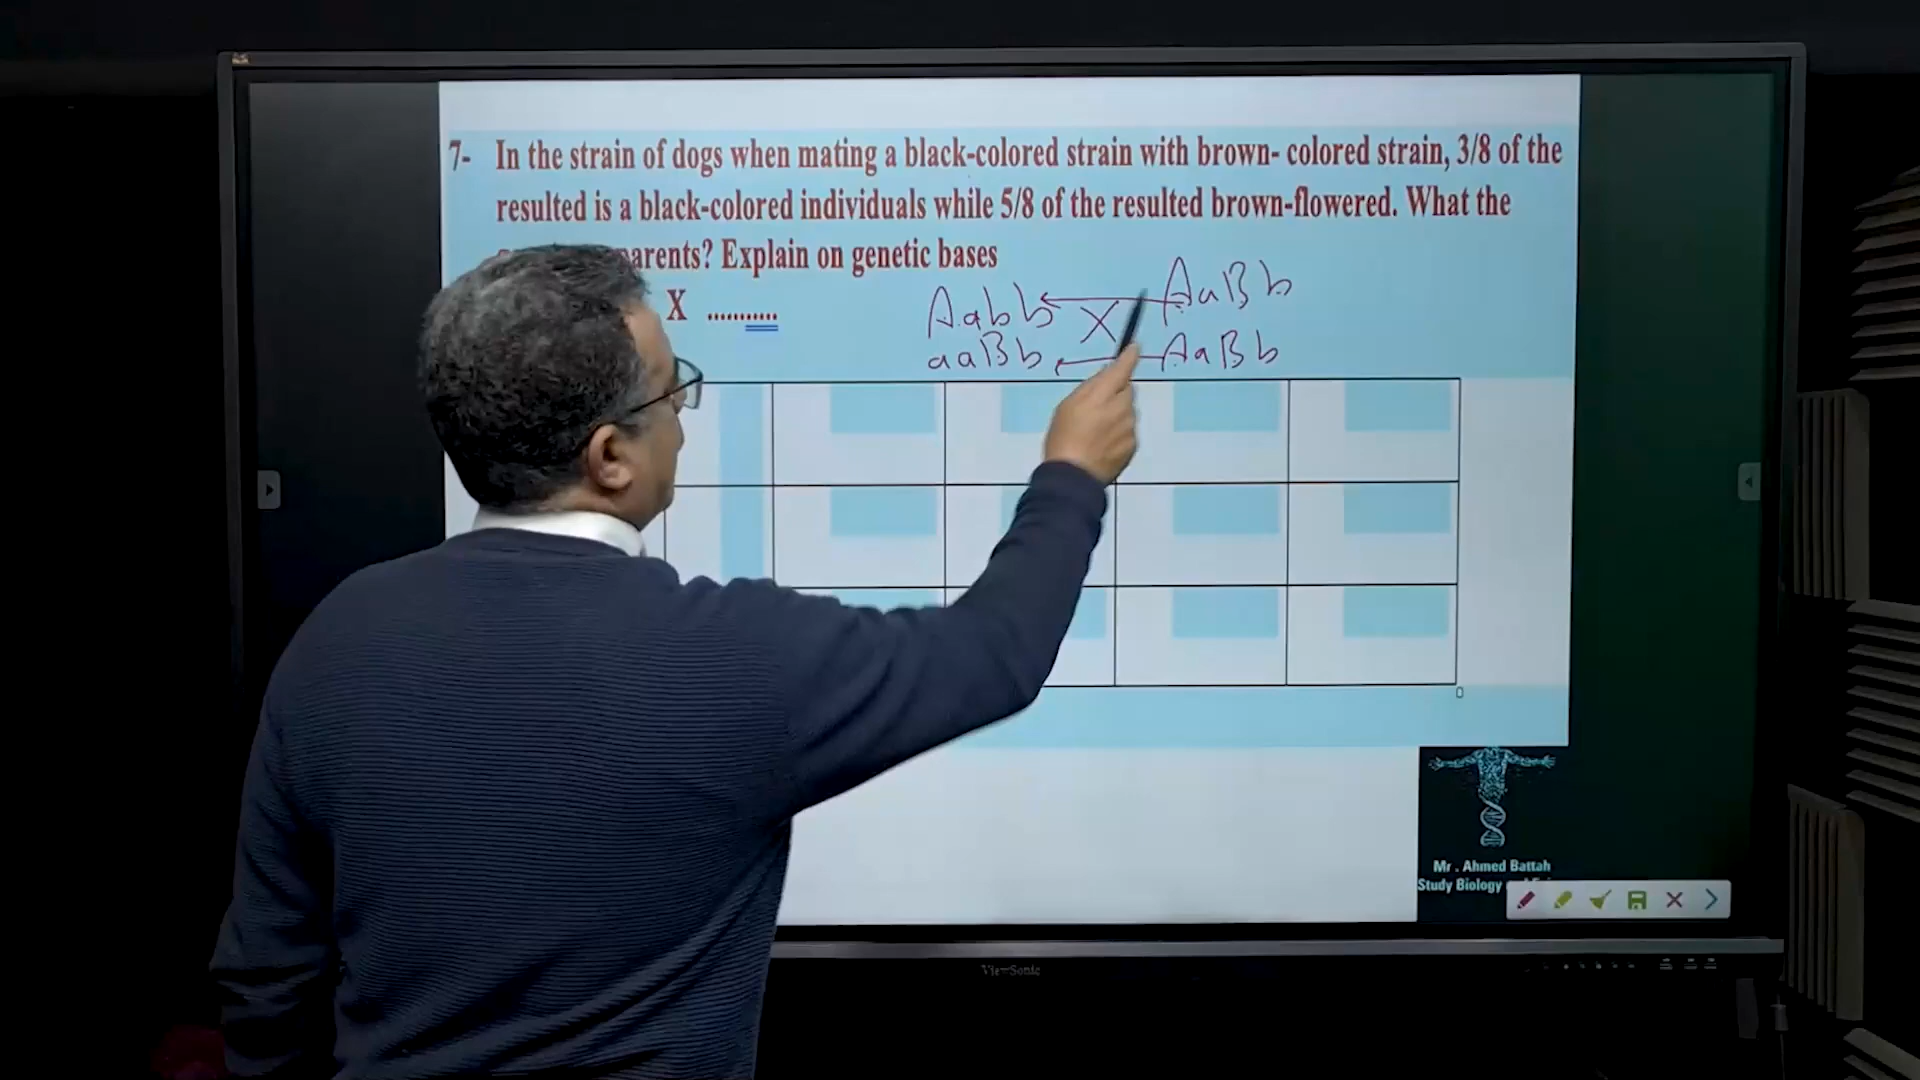 7- In the strain of dogs when mating a black-colored strain with brown- colored strain, 3/8 of the
resulted is a black-colored individuals while 5/8 of the resulted brown-flowered. What the
parents? Explain on genetic bases
X ............
Aabb X AaBb
aaBb AaBb
Mr . Ahmed Battah
Study Biology
ViewSonic